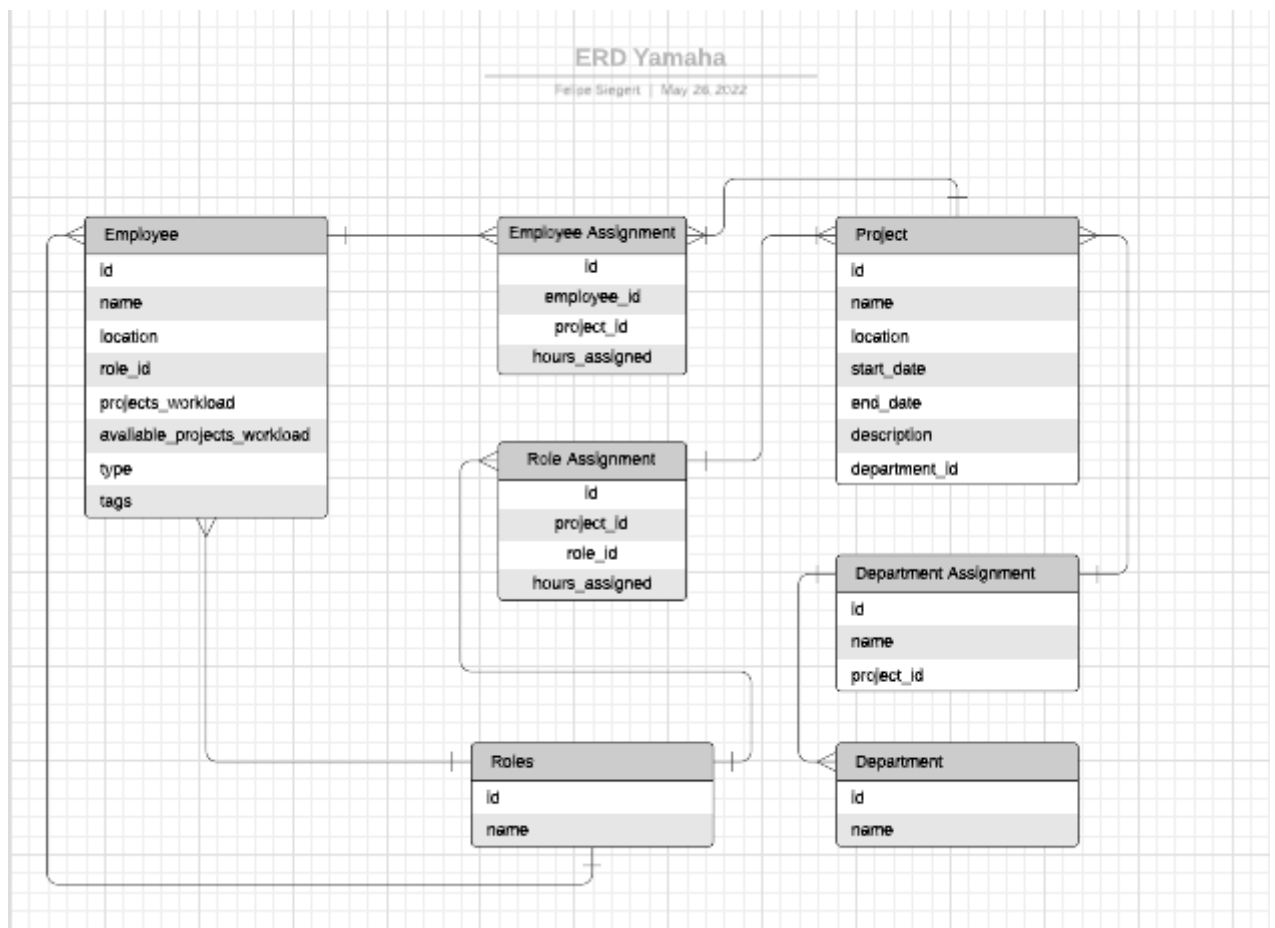 ERD Yamaha
Felipe Siegert | May 26, 2022
Employee
id
name
location
role_id
projects_workload
available_projects_workload
type
tags
Employee Assignment
id
employee_id
project_id
hours_assigned
Role Assignment
id
project_id
role_id
hours_assigned
Roles
id
name
Project
id
name
location
start_date
end_date
description
department_id
Department Assignment
id
name
project_id
Department
id
name